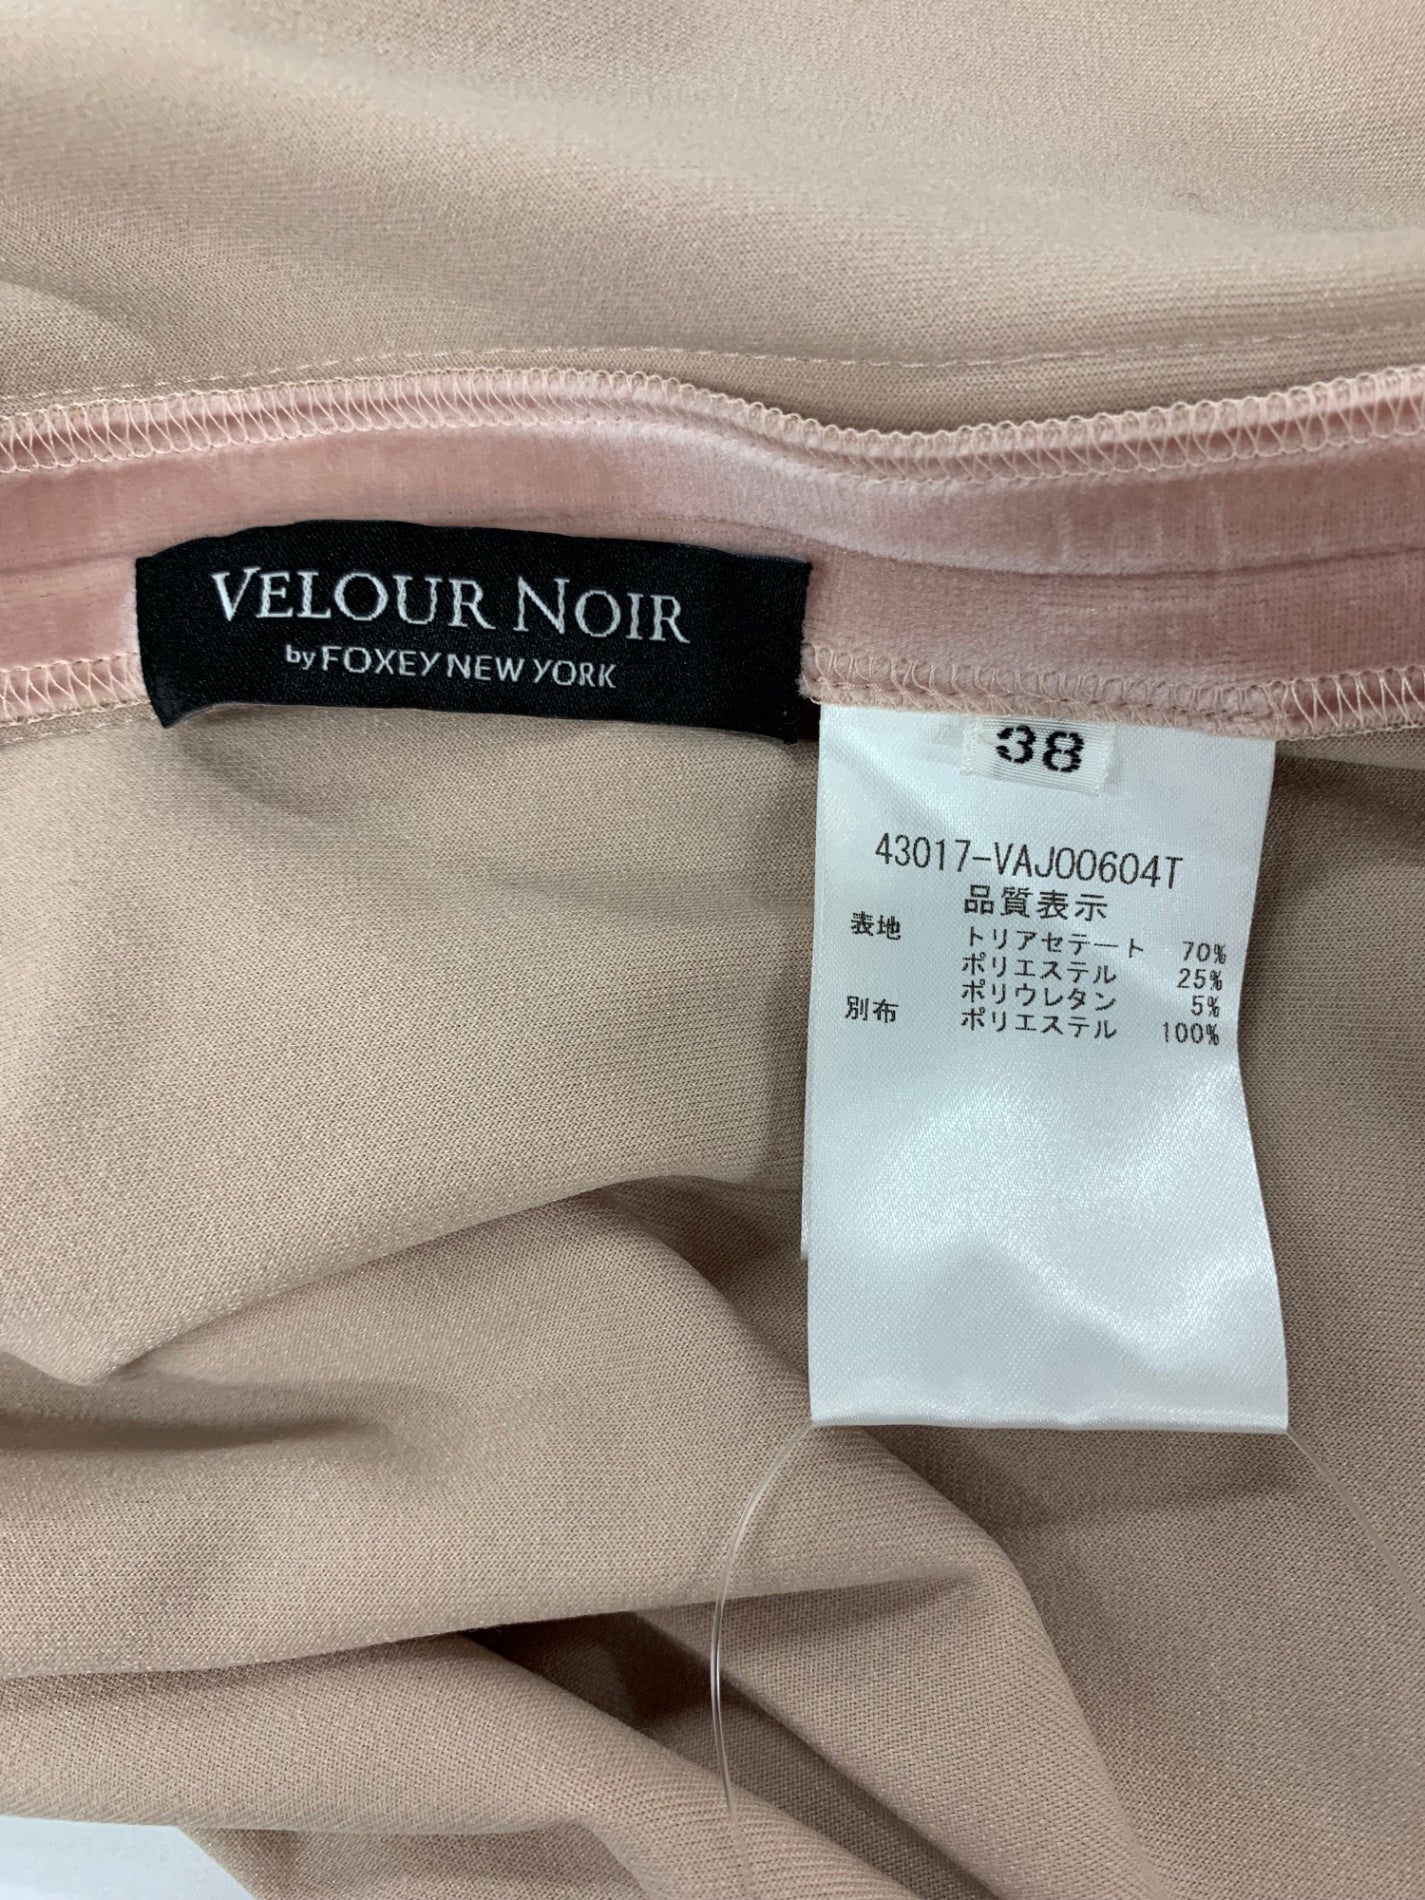 VELOUR NOIR
by FOXEY NEW YORK
38
43017-VAJ00604T
品質表示
表地 トリアセテート 70%
ポリエステル 25%
ポリウレタン 5%
別布 ポリエステル 100%